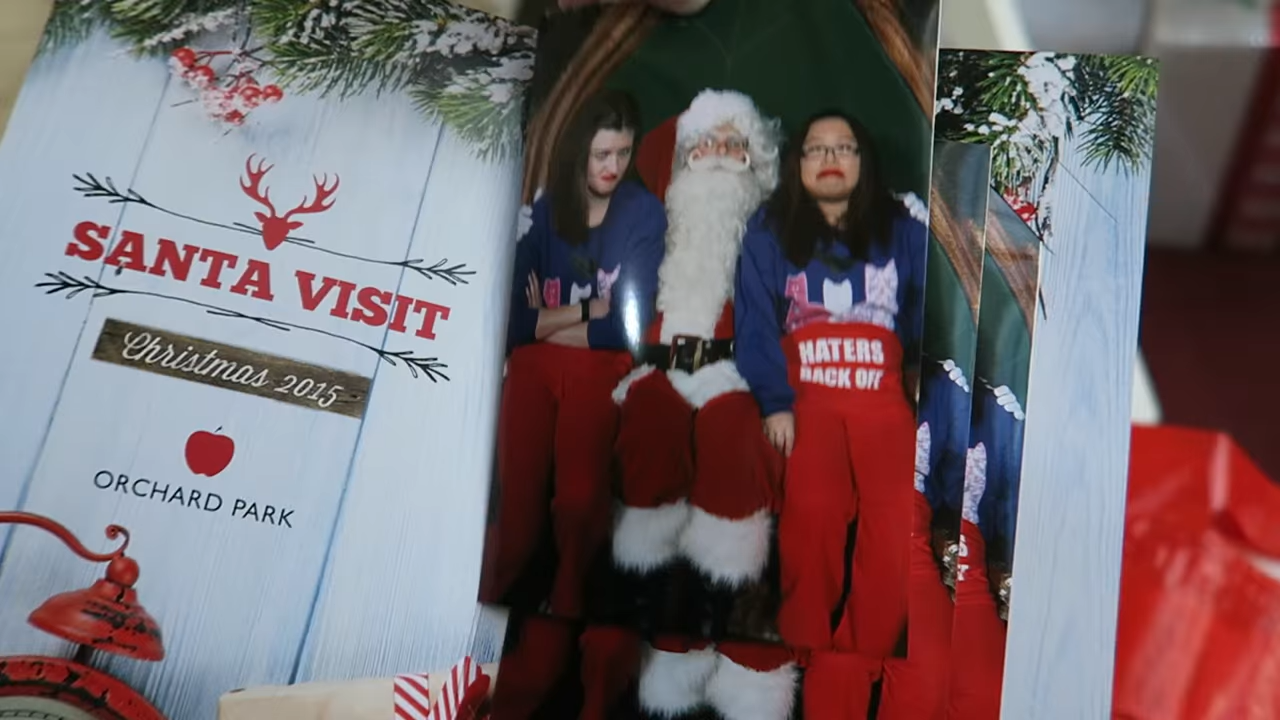 SANTA VISIT
Christmas 2015
ORCHARD PARK
HATERS
BACK OFF